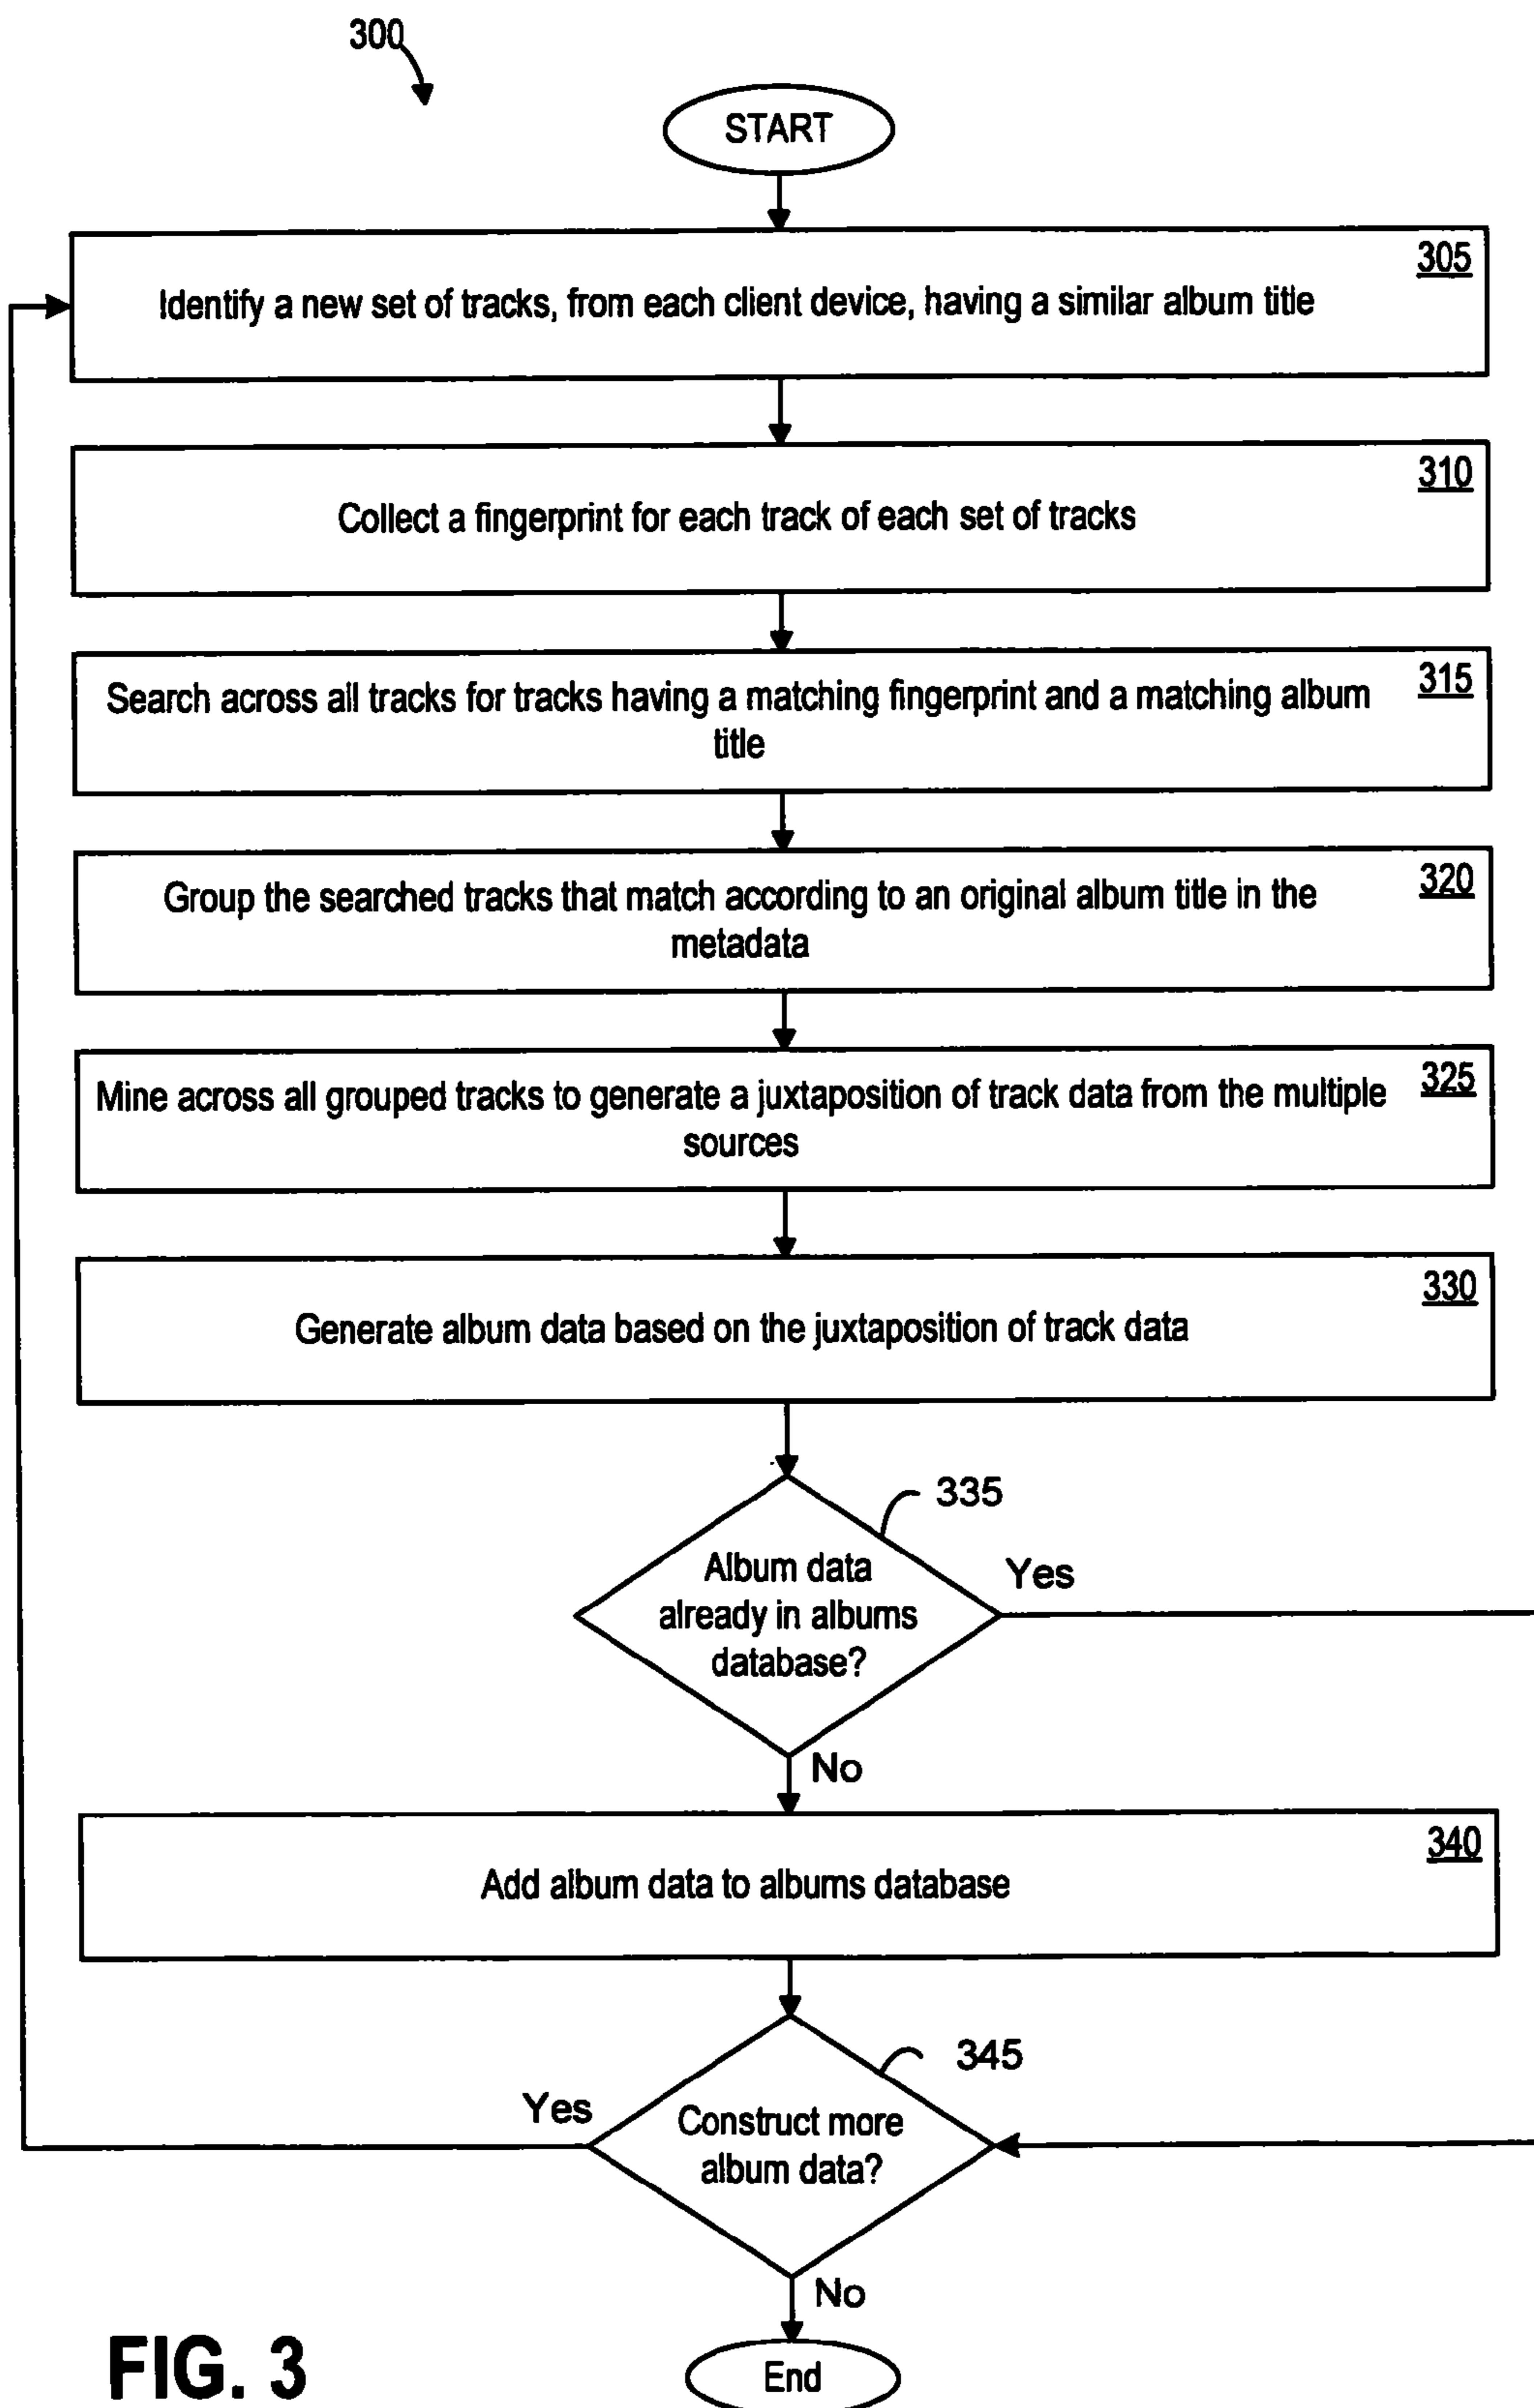 300
START
305
Identify a new set of tracks, from each client device, having a similar album title
310
Collect a fingerprint for each track of each set of tracks
315
Search across all tracks for tracks having a matching fingerprint and a matching album
title
320
Group the searched tracks that match according to an original album title in the
metadata
325
Mine across all grouped tracks to generate a juxtaposition of track data from the multiple
sources
330
Generate album data based on the juxtaposition of track data
335
Album data
already in albums
database?
Yes
No
340
Add album data to albums database
345
Yes
Construct more
album data?
No
End
FIG. 3